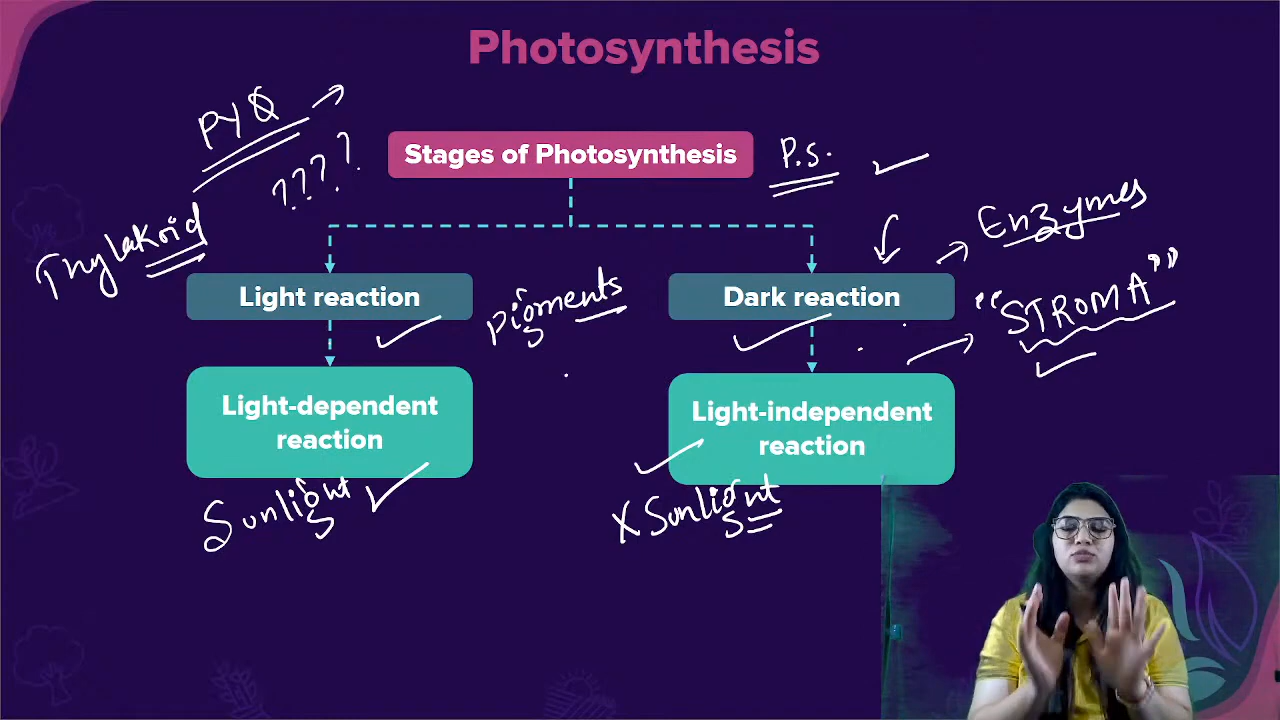 Photosynthesis
PYQ
????
Stages of Photosynthesis
P.S.
Thylakoid
Enzymes
Light reaction
Pigments
Dark reaction
"STROMA"
Light-dependent
reaction
Light-independent
reaction
Sunlight
X Sunlight